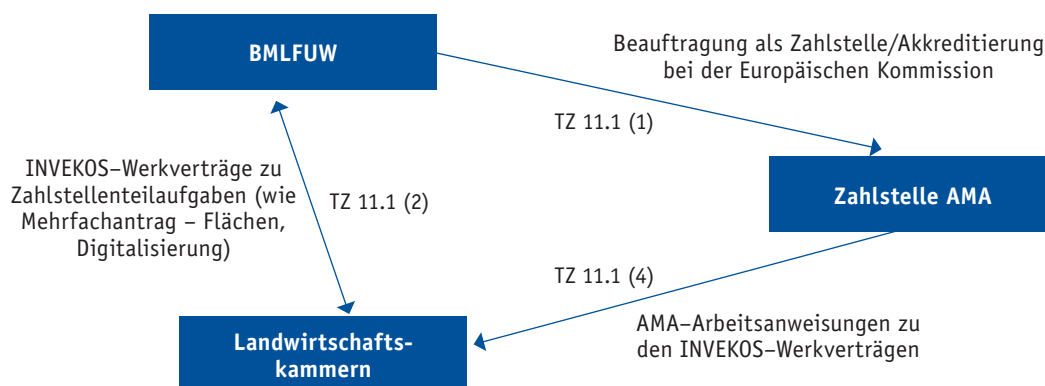 BMLFUW
Beauftragung als Zahlstelle/Akkreditierung
bei der Europäischen Kommission
TZ 11.1 (1)
INVEKOS–Werkverträge zu
Zahlstellenteilaufgaben (wie
Mehrfachantrag – Flächen,
Digitalisierung)
TZ 11.1 (2)
Zahlstelle AMA
TZ 11.1 (4)
AMA–Arbeitsanweisungen zu
den INVEKOS–Werkverträgen
Landwirtschafts-
kammern